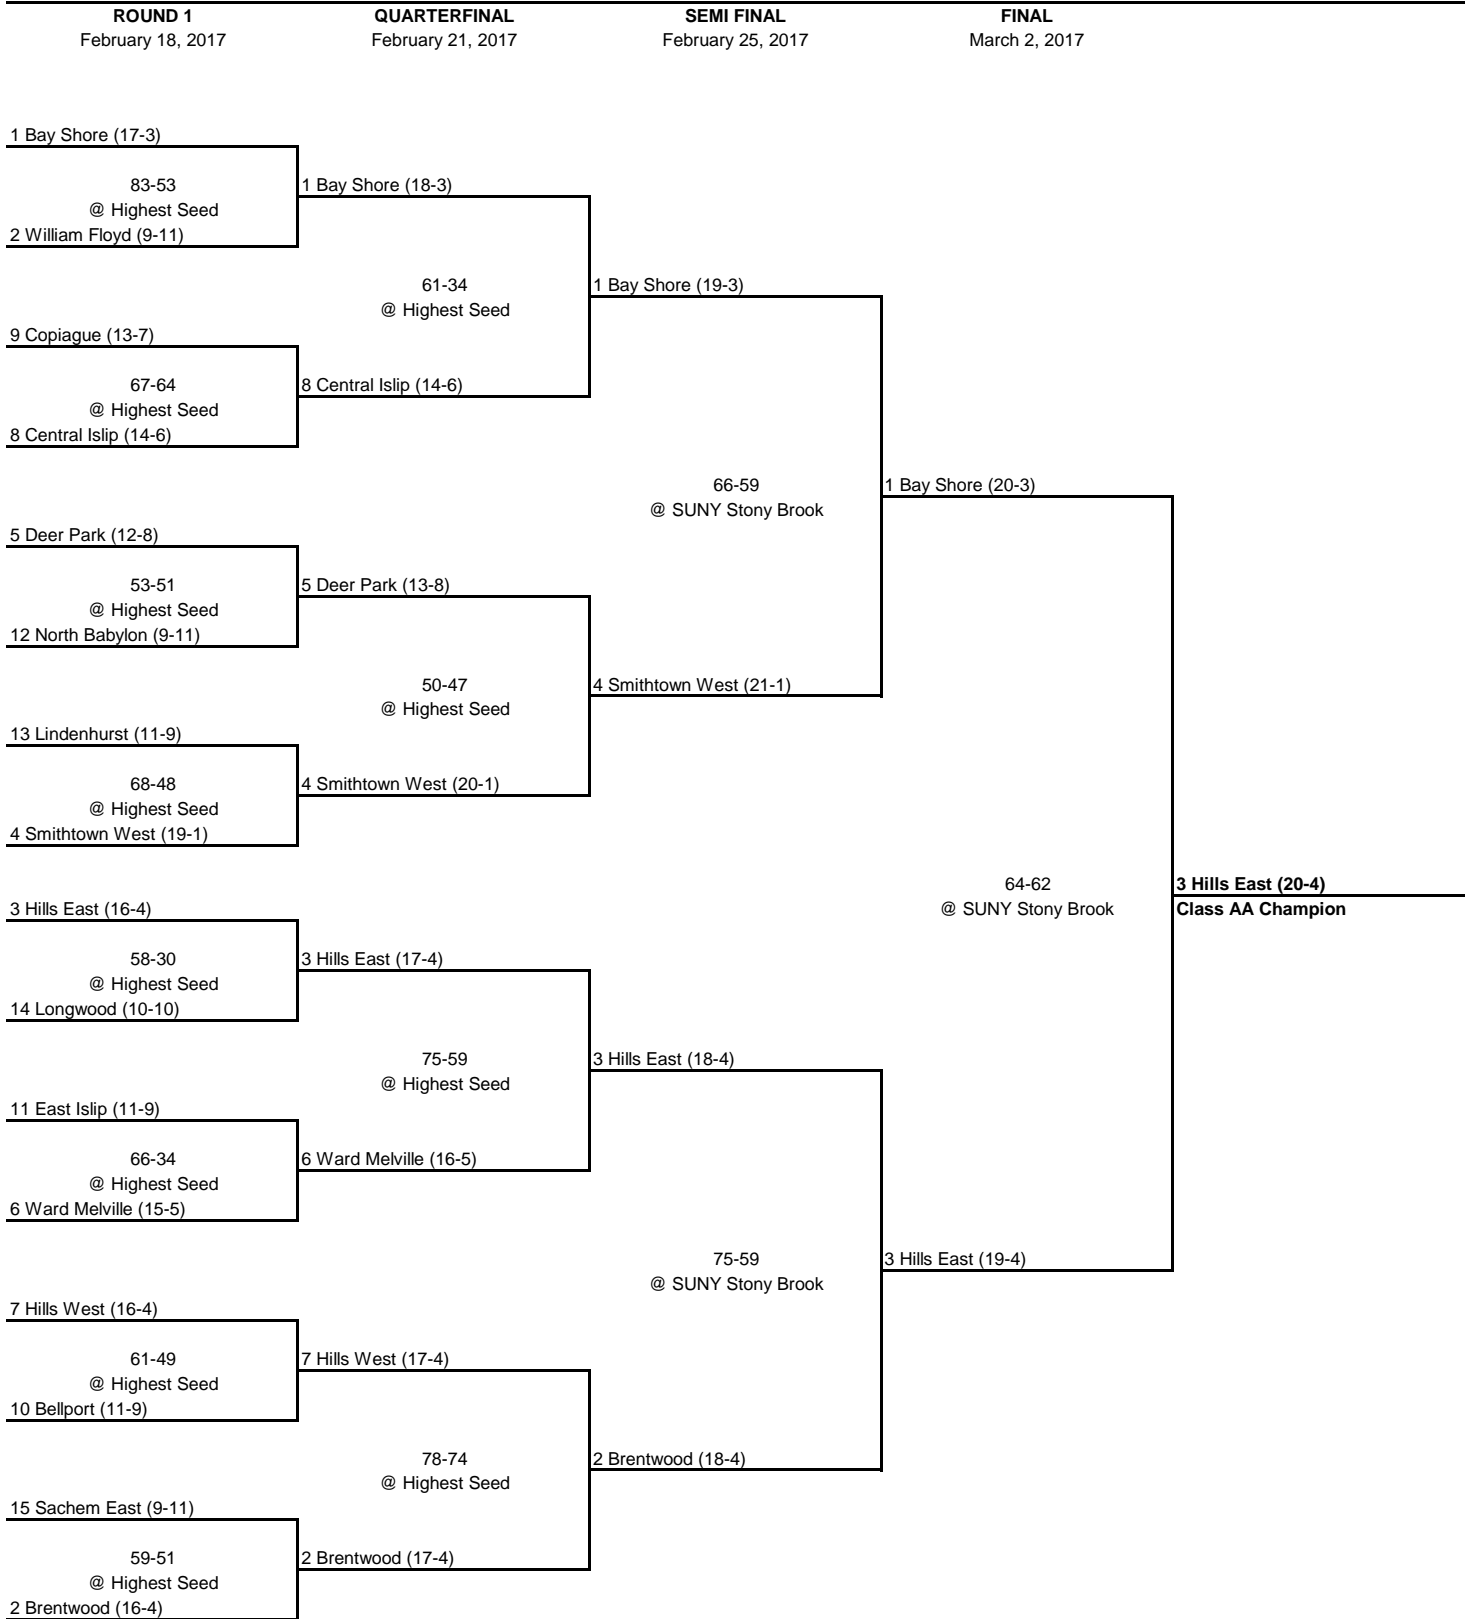 ROUND 1 QUARTERFINAL SEMI FINAL FINAL
February 18, 2017 February 21, 2017 February 25, 2017 March 2, 2017
1 Bay Shore (17-3)
83-53 1 Bay Shore (18-3)
@ Highest Seed
2 William Floyd (9-11)
61-34 1 Bay Shore (19-3)
@ Highest Seed
9 Copiague (13-7)
67-64 8 Central Islip (14-6)
@ Highest Seed
8 Central Islip (14-6)
66-59 1 Bay Shore (20-3)
@ SUNY Stony Brook
5 Deer Park (12-8)
53-51 5 Deer Park (13-8)
@ Highest Seed
12 North Babylon (9-11)
50-47 4 Smithtown West (21-1)
@ Highest Seed
13 Lindenhurst (11-9)
68-48 4 Smithtown West (20-1)
@ Highest Seed
4 Smithtown West (19-1)
64-62 3 Hills East (20-4)
3 Hills East (16-4) @ SUNY Stony Brook Class AA Champion
58-30 3 Hills East (17-4)
@ Highest Seed
14 Longwood (10-10)
75-59 3 Hills East (18-4)
@ Highest Seed
11 East Islip (11-9)
66-34 6 Ward Melville (16-5)
@ Highest Seed
6 Ward Melville (15-5)
75-59 3 Hills East (19-4)
@ SUNY Stony Brook
7 Hills West (16-4)
61-49 7 Hills West (17-4)
@ Highest Seed
10 Bellport (11-9)
78-74 2 Brentwood (18-4)
@ Highest Seed
15 Sachem East (9-11)
59-51 2 Brentwood (17-4)
@ Highest Seed
2 Brentwood (16-4)